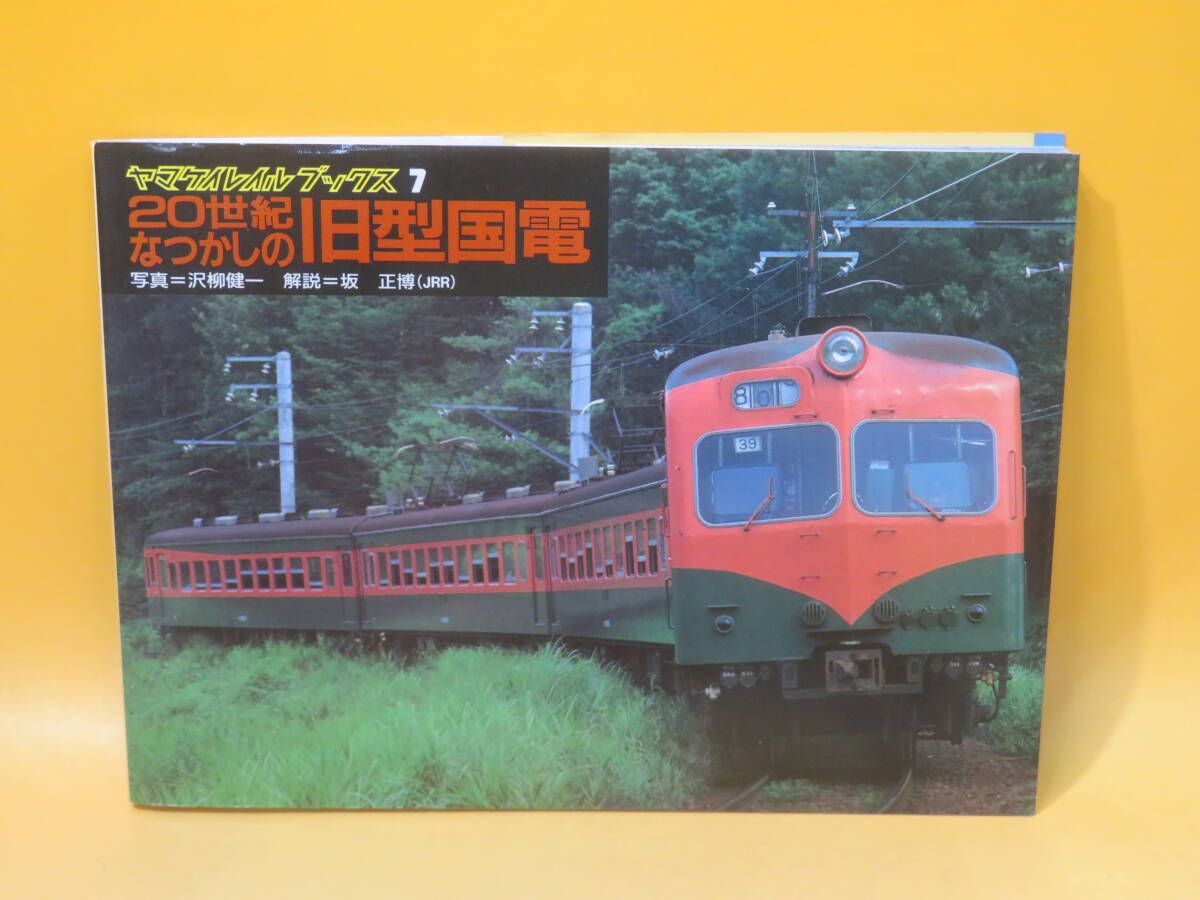 ヤマケイレイルブックス 7
20世紀
なつかしの旧型国電
写真＝沢柳健一　解説＝坂　正博(JRR)
80
39